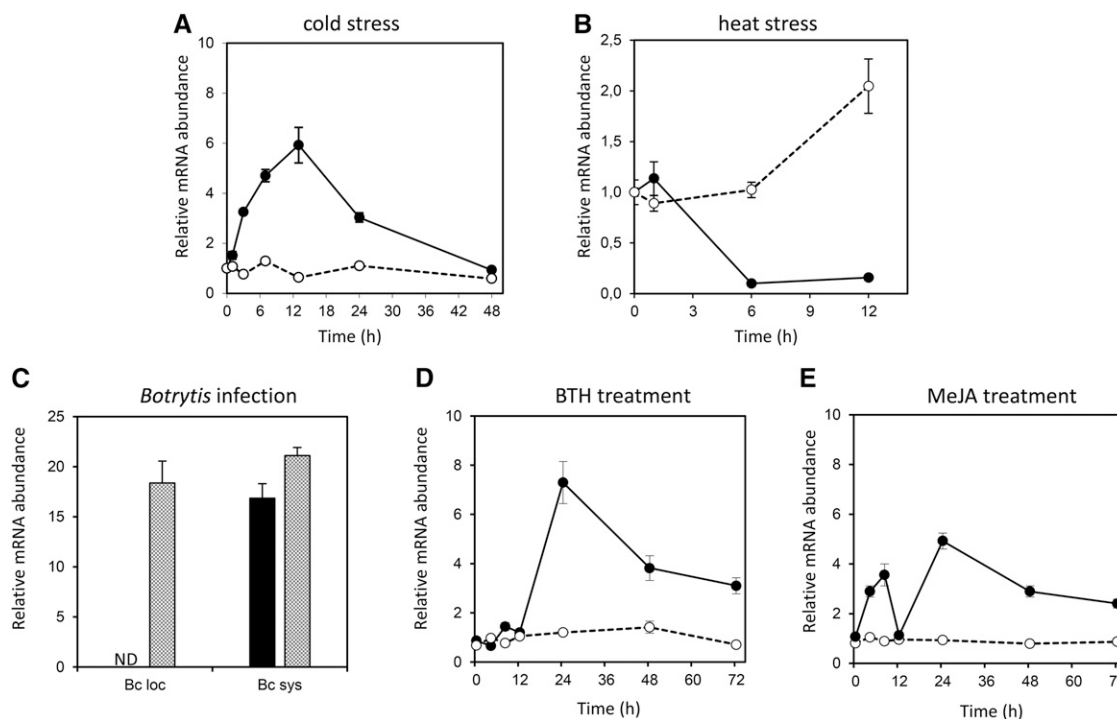 A
cold stress
Relative mRNA abundance
10
8
6
4
2
0
0 6 12 18 24 30 36 42 48
Time (h)
B
heat stress
Relative mRNA abundance
2,5
2,0
1,5
1,0
0,5
0,0
0 3 6 9 12
Time (h)
C
Botrytis infection
Relative mRNA abundance
25
20
15
10
5
0
ND
Bc loc Bc sys
D
BTH treatment
Relative mRNA abundance
10
8
6
4
2
0
0 12 24 36 48 60 72
Time (h)
E
MeJA treatment
Relative mRNA abundance
10
8
6
4
2
0
0 12 24 36 48 60
Time (h)